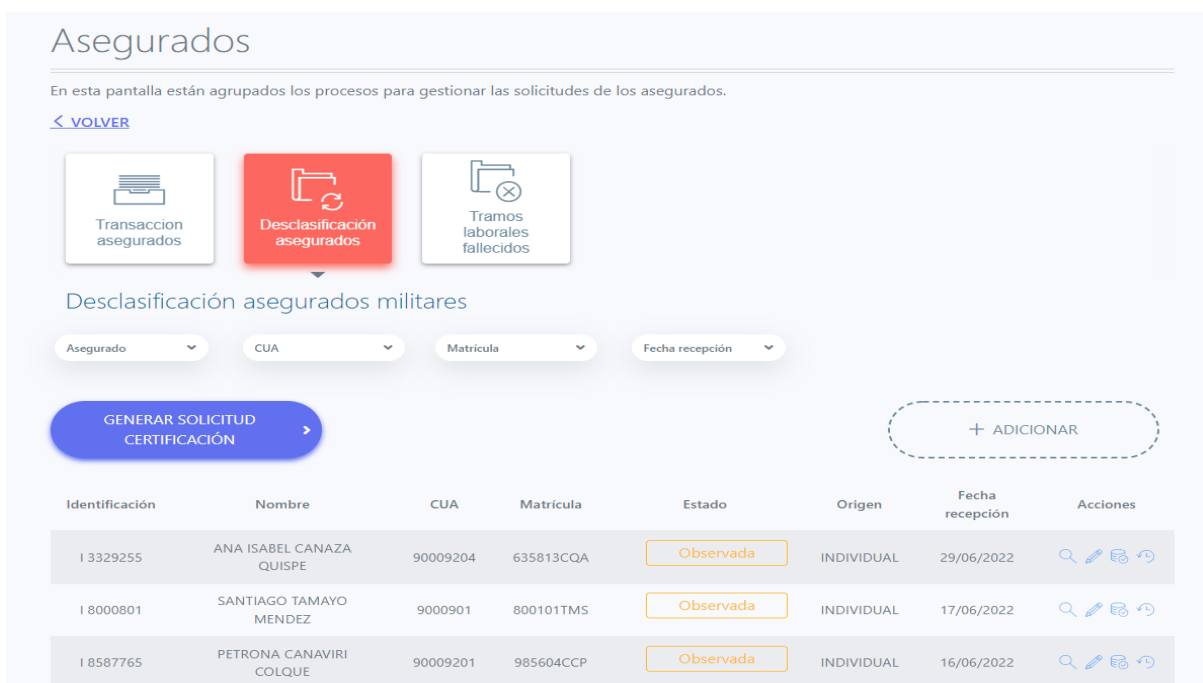 Asegurados
En esta pantalla están agrupados los procesos para gestionar las solicitudes de los asegurados.
< VOLVER
Transaccion
asegurados
Desclasificación
asegurados
Tramos
laborales
fallecidos
Desclasificación asegurados militares
Asegurado CUA Matrícula Fecha recepción
GENERAR SOLICITUD
CERTIFICACIÓN
+ ADICIONAR
Identificación Nombre CUA Matrícula Estado Origen Fecha recepción Acciones
I 3329255 ANA ISABEL CANAZA QUISPE 90009204 635813CQA Observada INDIVIDUAL 29/06/2022
I 8000801 SANTIAGO TAMAYO MENDEZ 9000901 800101TMS Observada INDIVIDUAL 17/06/2022
I 8587765 PETRONA CANAVIRI COLQUE 90009201 985604CCP Observada INDIVIDUAL 16/06/2022